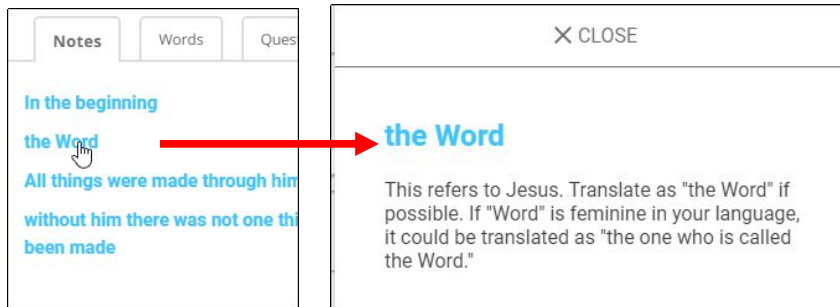 Notes Words Ques
In the beginning
the Word
All things were made through him
without him there was not one thi
been made
X CLOSE
the Word
This refers to Jesus. Translate as "the Word" if
possible. If "Word" is feminine in your language,
it could be translated as "the one who is called
the Word."